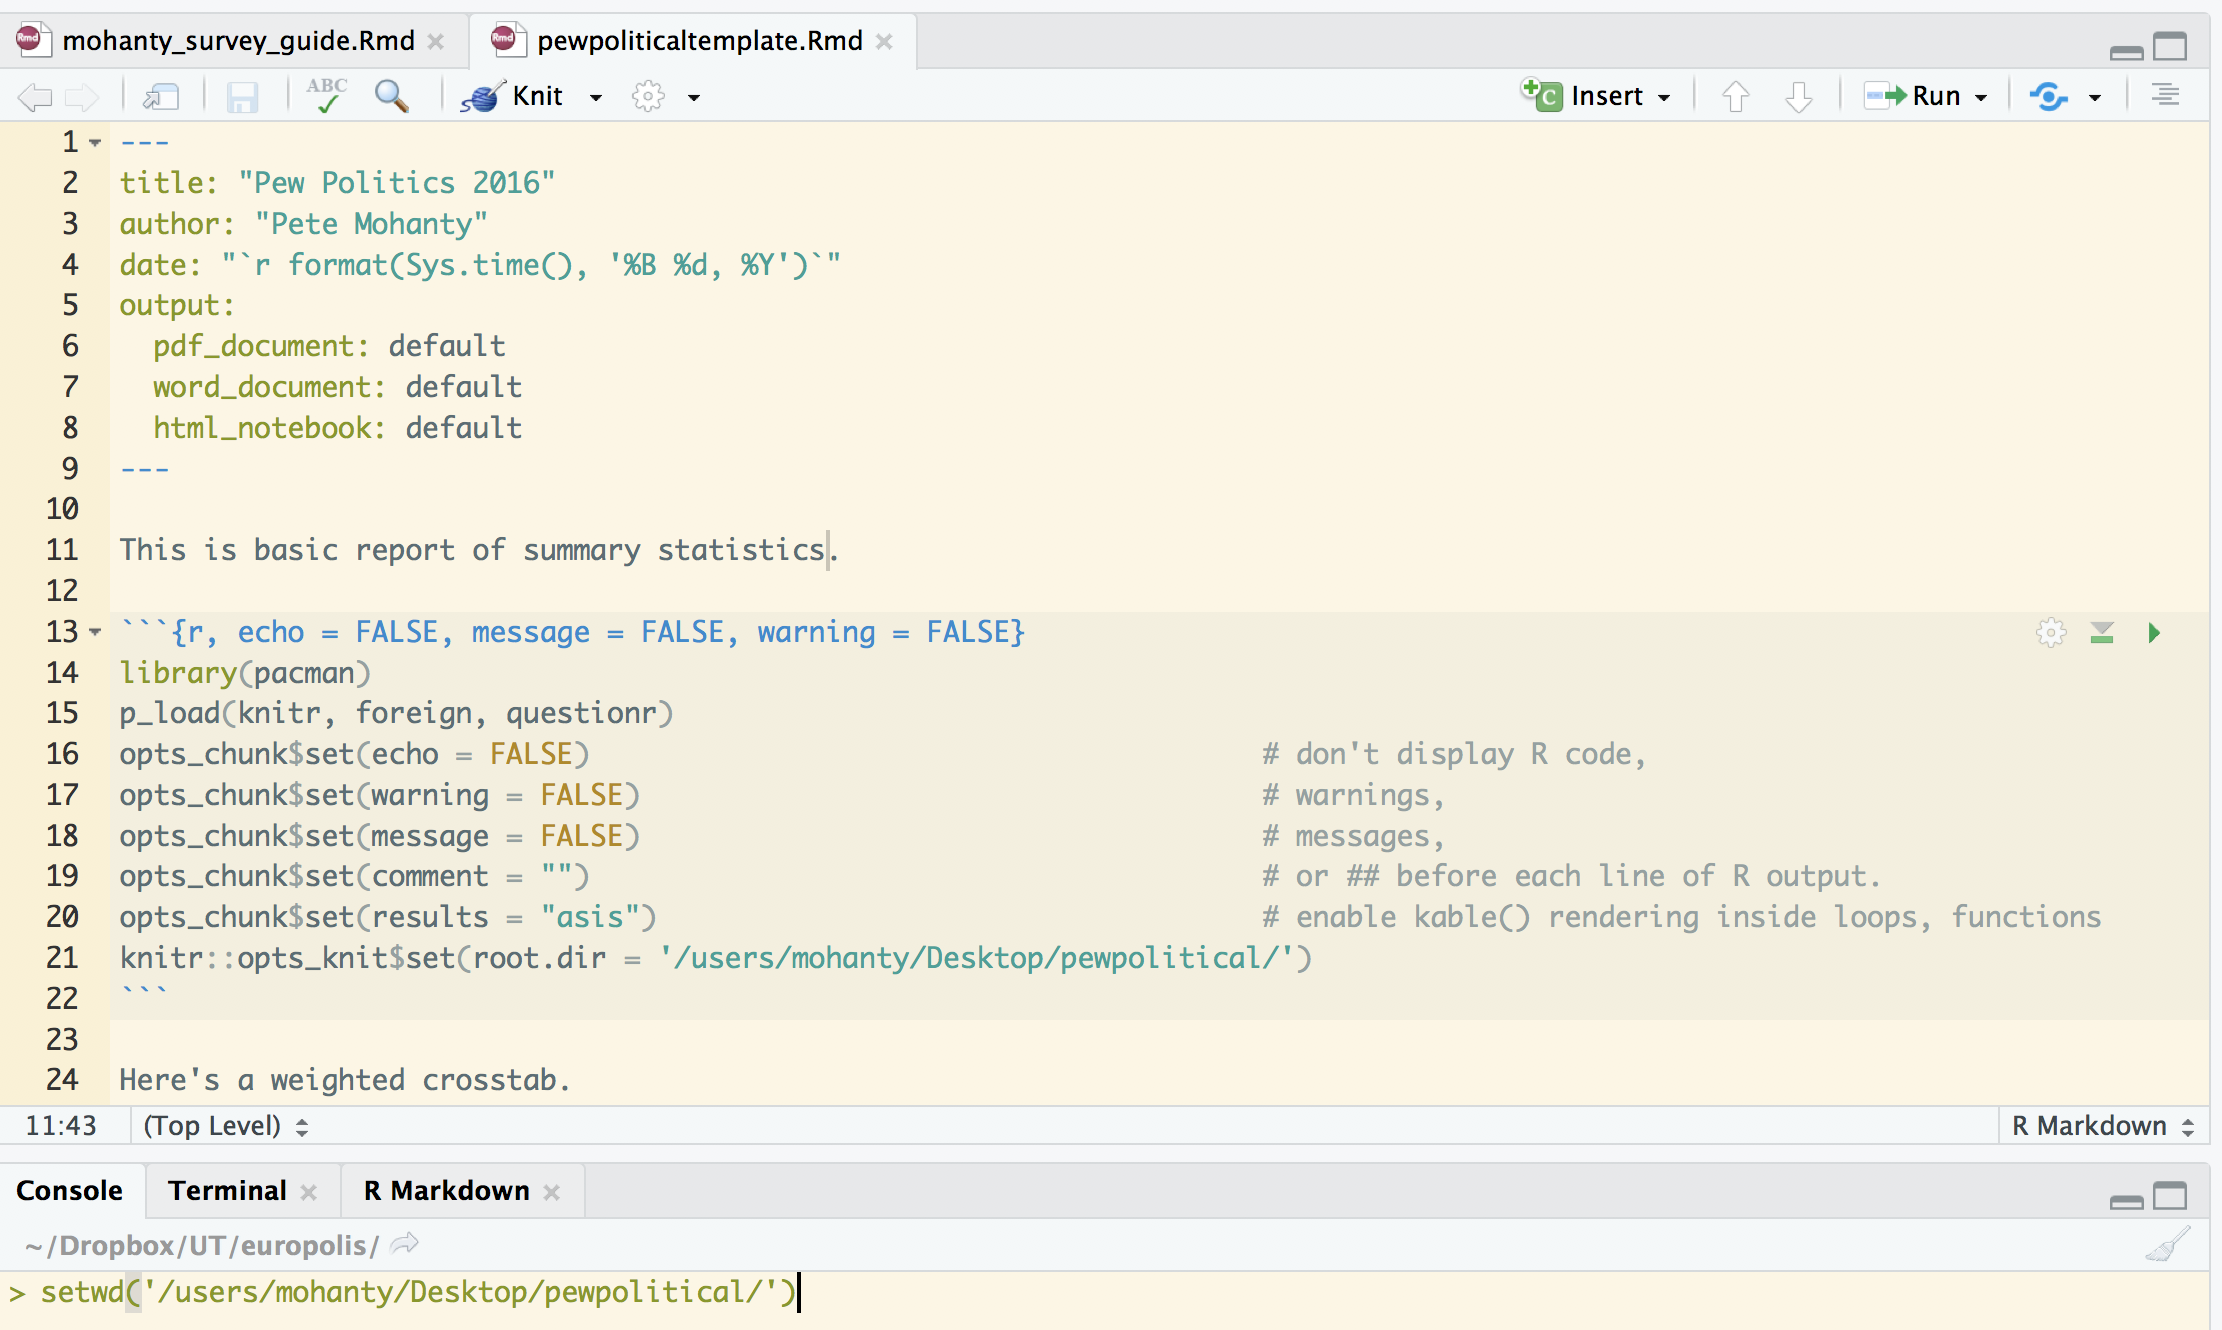 mohanty_survey_guide.Rmd pewpoliticaltemplate.Rmd
ABC Knit Insert Run
1 ---
2 title: "Pew Politics 2016"
3 author: "Pete Mohanty"
4 date: "`r format(Sys.time(), '%B %d, %Y')`"
5 output:
6   pdf_document: default
7   word_document: default
8   html_notebook: default
9 ---
10
11 This is basic report of summary statistics.
12
13 ```{r, echo = FALSE, message = FALSE, warning = FALSE}
14 library(pacman)
15 p_load(knitr, foreign, questionr)
16 opts_chunk$set(echo = FALSE) # don't display R code,
17 opts_chunk$set(warning = FALSE) # warnings,
18 opts_chunk$set(message = FALSE) # messages,
19 opts_chunk$set(comment = "") # or ## before each line of R output.
20 opts_chunk$set(results = "asis") # enable kable() rendering inside loops, functions
21 knitr::opts_knit$set(root.dir = '/users/mohanty/Desktop/pewpolitical/')
22 ```
23
24 Here's a weighted crosstab.
11:43 (Top Level) R Markdown
Console Terminal R Markdown
~/Dropbox/UT/europolis/
> setwd('/users/mohanty/Desktop/pewpolitical/')